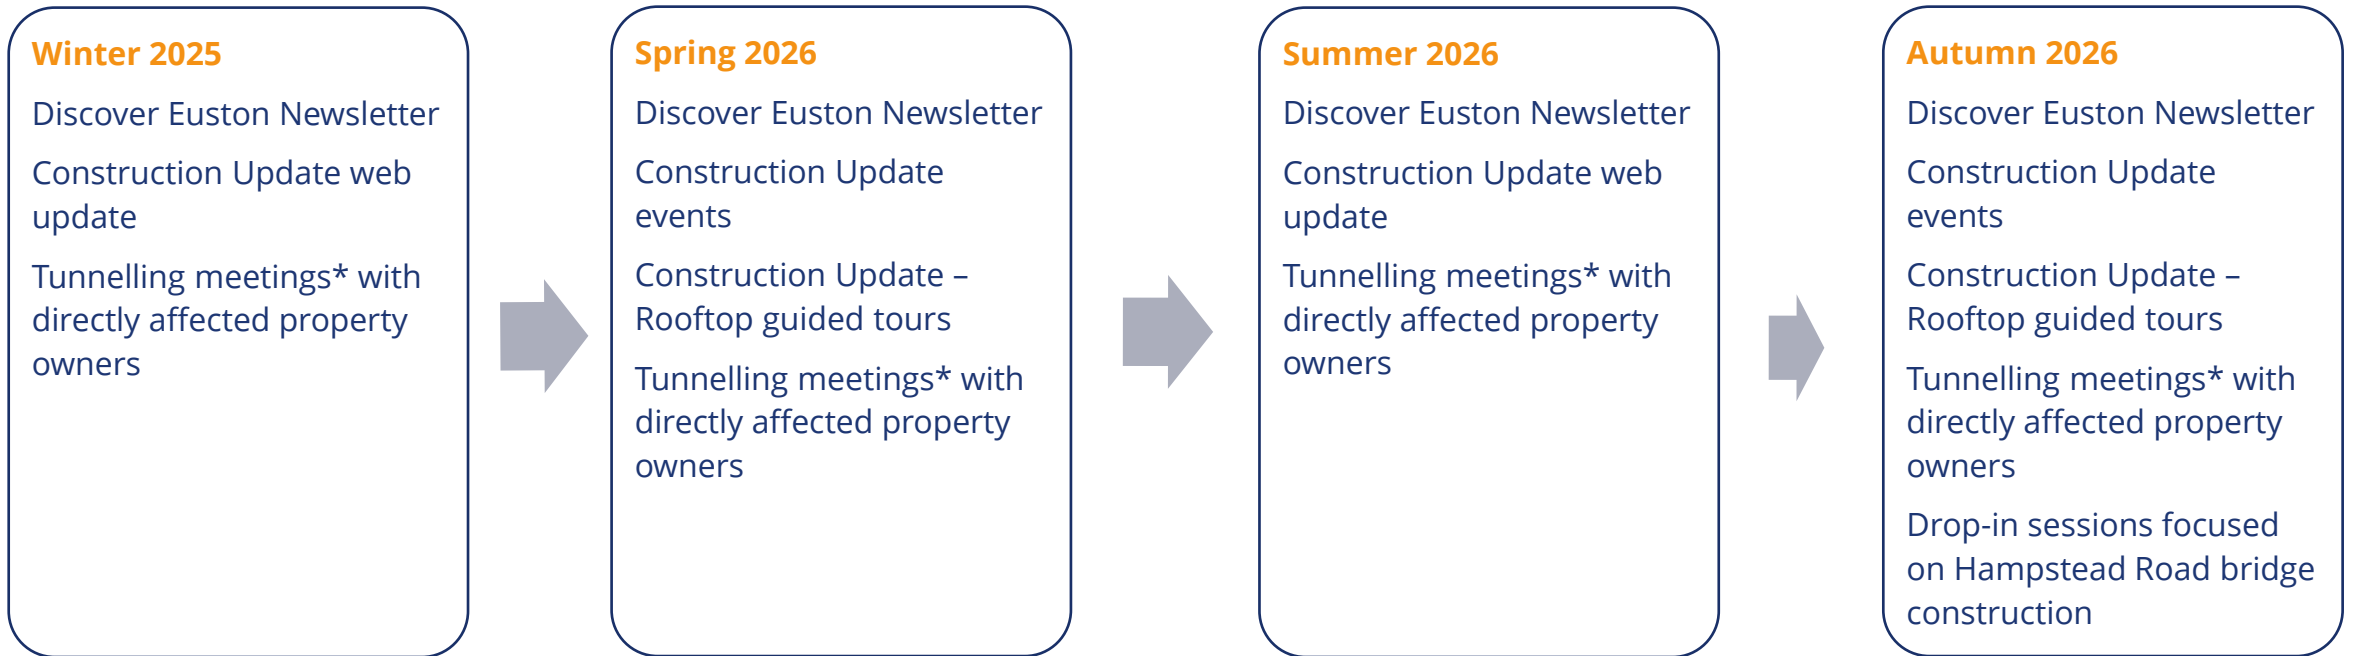 Winter 2025
Discover Euston Newsletter
Construction Update web
update
Tunnelling meetings* with
directly affected property
owners
Spring 2026
Discover Euston Newsletter
Construction Update
events
Construction Update –
Rooftop guided tours
Tunnelling meetings* with
directly affected property
owners
Summer 2026
Discover Euston Newsletter
Construction Update web
update
Tunnelling meetings* with
directly affected property
owners
Autumn 2026
Discover Euston Newsletter
Construction Update
events
Construction Update –
Rooftop guided tours
Tunnelling meetings* with
directly affected property
owners
Drop-in sessions focused
on Hampstead Road bridge
construction